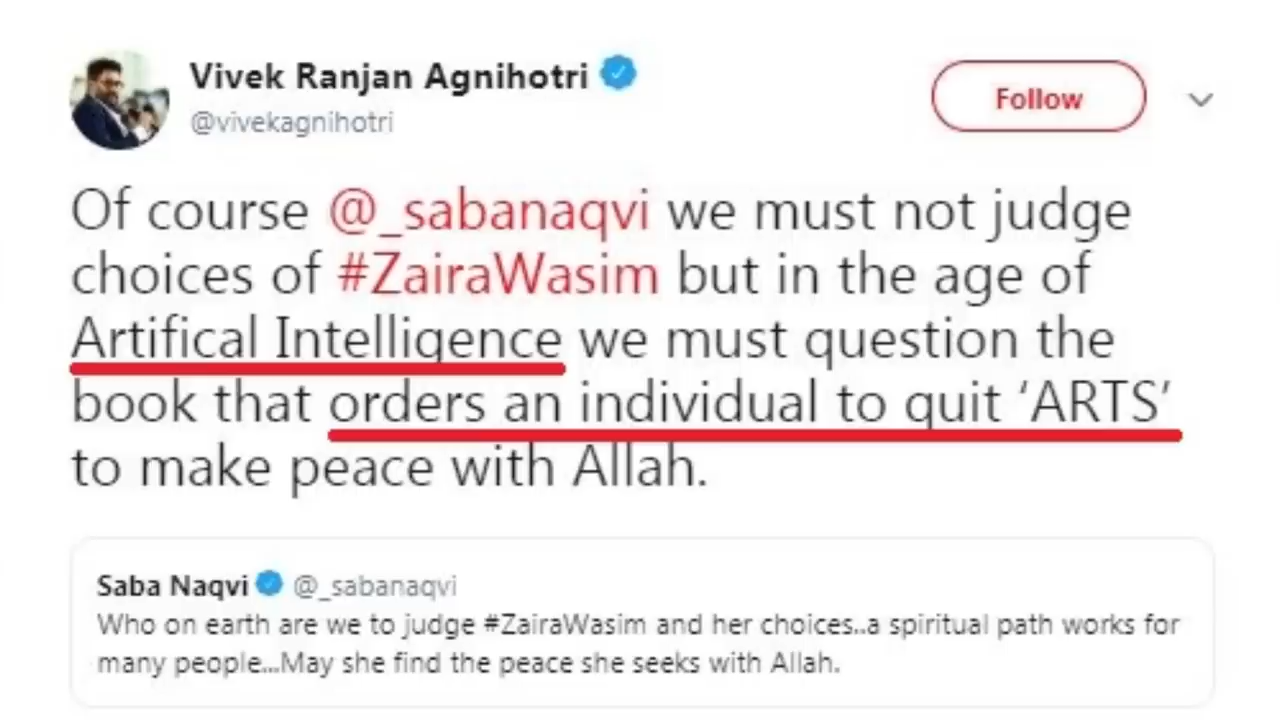 Vivek Ranjan Agnihotri
@vivekagnihotri
Follow
Of course @_sabanaqvi we must not judge
choices of #ZairaWasim but in the age of
Artifical Intelligence we must question the
book that orders an individual to quit ‘ARTS’
to make peace with Allah.
Saba Naqvi @_sabanaqvi
Who on earth are we to judge #ZairaWasim and her choices..a spiritual path works for
many people...May she find the peace she seeks with Allah.